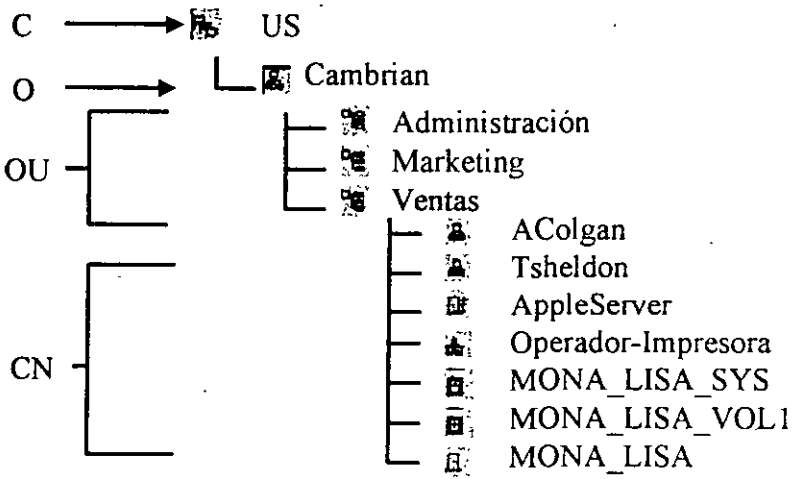 C US
O Cambrian
Administración
OU Marketing
Ventas
AColgan
Tsheldon
AppleServer
Operador-Impresora
CN MONA_LISA_SYS
MONA_LISA_VOL1
MONA_LISA